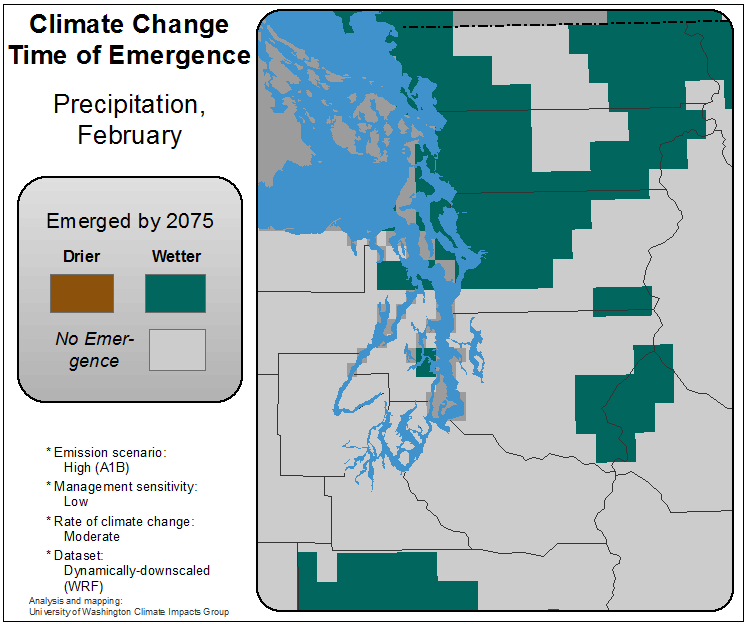 Climate Change
Time of Emergence
Precipitation,
February
Emerged by 2075
Drier
Wetter
No Emer-
gence
* Emission scenario:
High (A1B)
* Management sensitivity:
Low
* Rate of climate change:
Moderate
* Dataset:
Dynamically-downscaled
(WRF)
Analysis and mapping:
University of Washington Climate Impacts Group